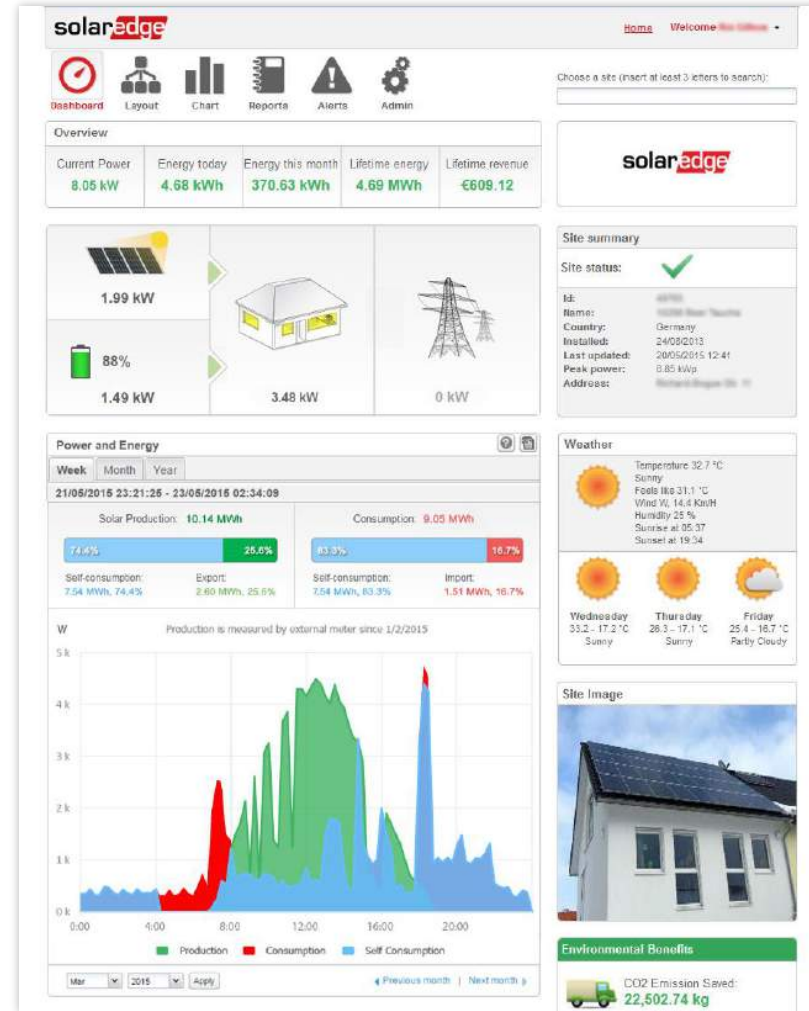 solaredge
Home Welcome
Dashboard Layout Chart Reports Alerts Admin
Choose a site (insert at least 3 letters to search):
Overview
Current Power Energy today Energy this month Lifetime energy Lifetime revenue
8.05 kW 4.68 kWh 370.63 kWh 4.69 MWh €609.12
solaredge
1.99 kW
88%
1.49 kW
3.48 kW
0 kW
Site summary
Site status:
Id:
Name:
Country: Germany
Installed: 24/08/2013
Last updated: 20/05/2015 12:41
Peak power: 6.85 kWp
Address:
Power and Energy
Week Month Year
21/05/2015 23:21:25 - 23/05/2015 02:34:09
Solar Production: 10.14 MWh
Consumption: 9.05 MWh
74.4% 25.6%
83.3% 16.7%
Self-consumption: Export:
7.54 MWh, 74.4% 2.60 MWh, 25.6%
Self-consumption: Import:
7.54 MWh, 83.3% 1.51 MWh, 16.7%
W
Production is measured by external meter since 1/2/2015
5 k
4 k
3 k
2 k
1 k
0 k
0:00 4:00 8:00 12:00 16:00 20:00
Production Consumption Self Consumption
Mar 2015 Apply
Previous month | Next month
Weather
Temperature 32.7 °C
Sunny
Feels like 31.1 °C
Wind W, 14.4 Km/H
Humidity 25 %
Sunrise at 05:37
Sunset at 19:34
Wednesday Thursday Friday
33.2 - 17.2 °C 26.3 - 17.1 °C 25.4 - 16.7 °C
Sunny Sunny Partly Cloudy
Site Image
Environmental Benefits
CO2 Emission Saved:
22,502.74 kg